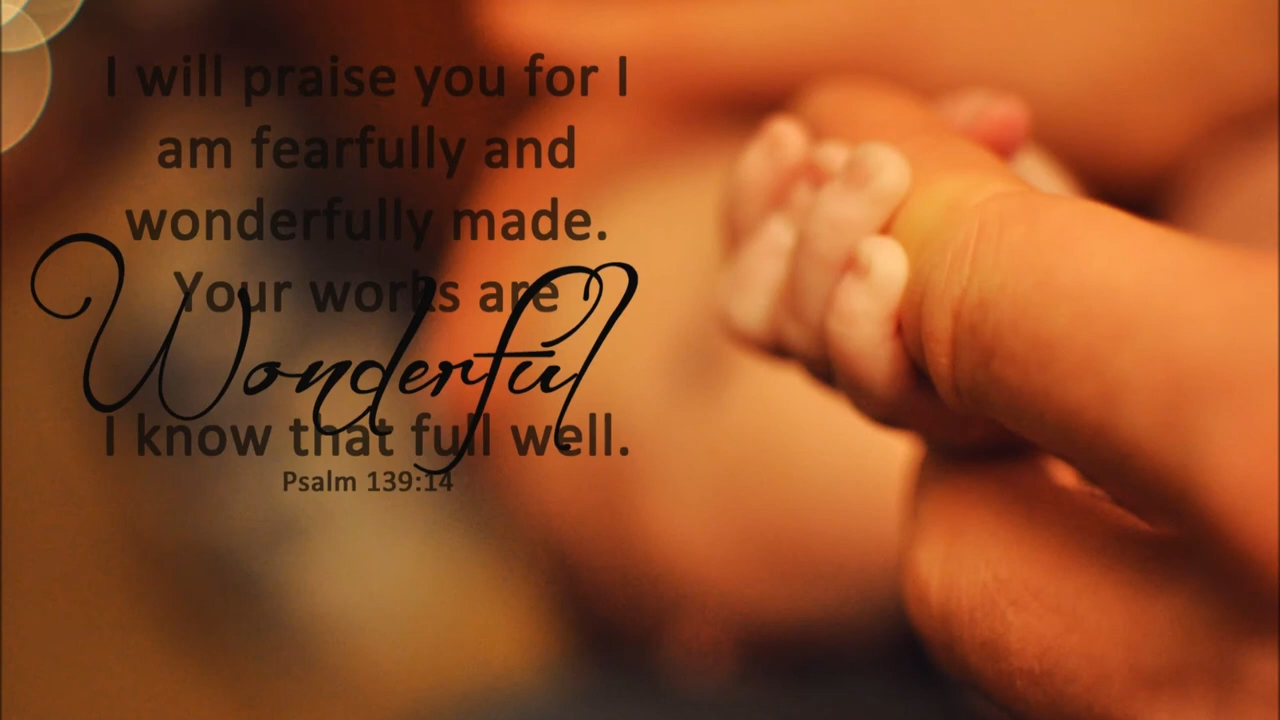 I will praise you for I
am fearfully and
wonderfully made.
Your works are
Wonderful
I know that full well.
Psalm 139:14